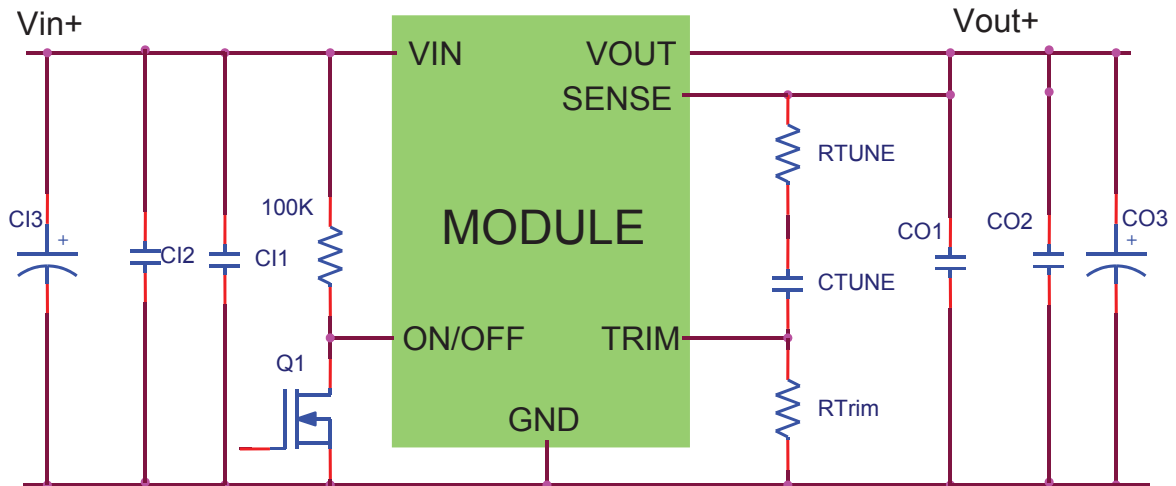 Vin+
Vout+
VIN
VOUT
SENSE
RTUNE
100K
CI3
+
MODULE
CO1
CO2
CO3
+
CI2
CI1
CTUNE
ON/OFF
TRIM
Q1
RTrim
GND